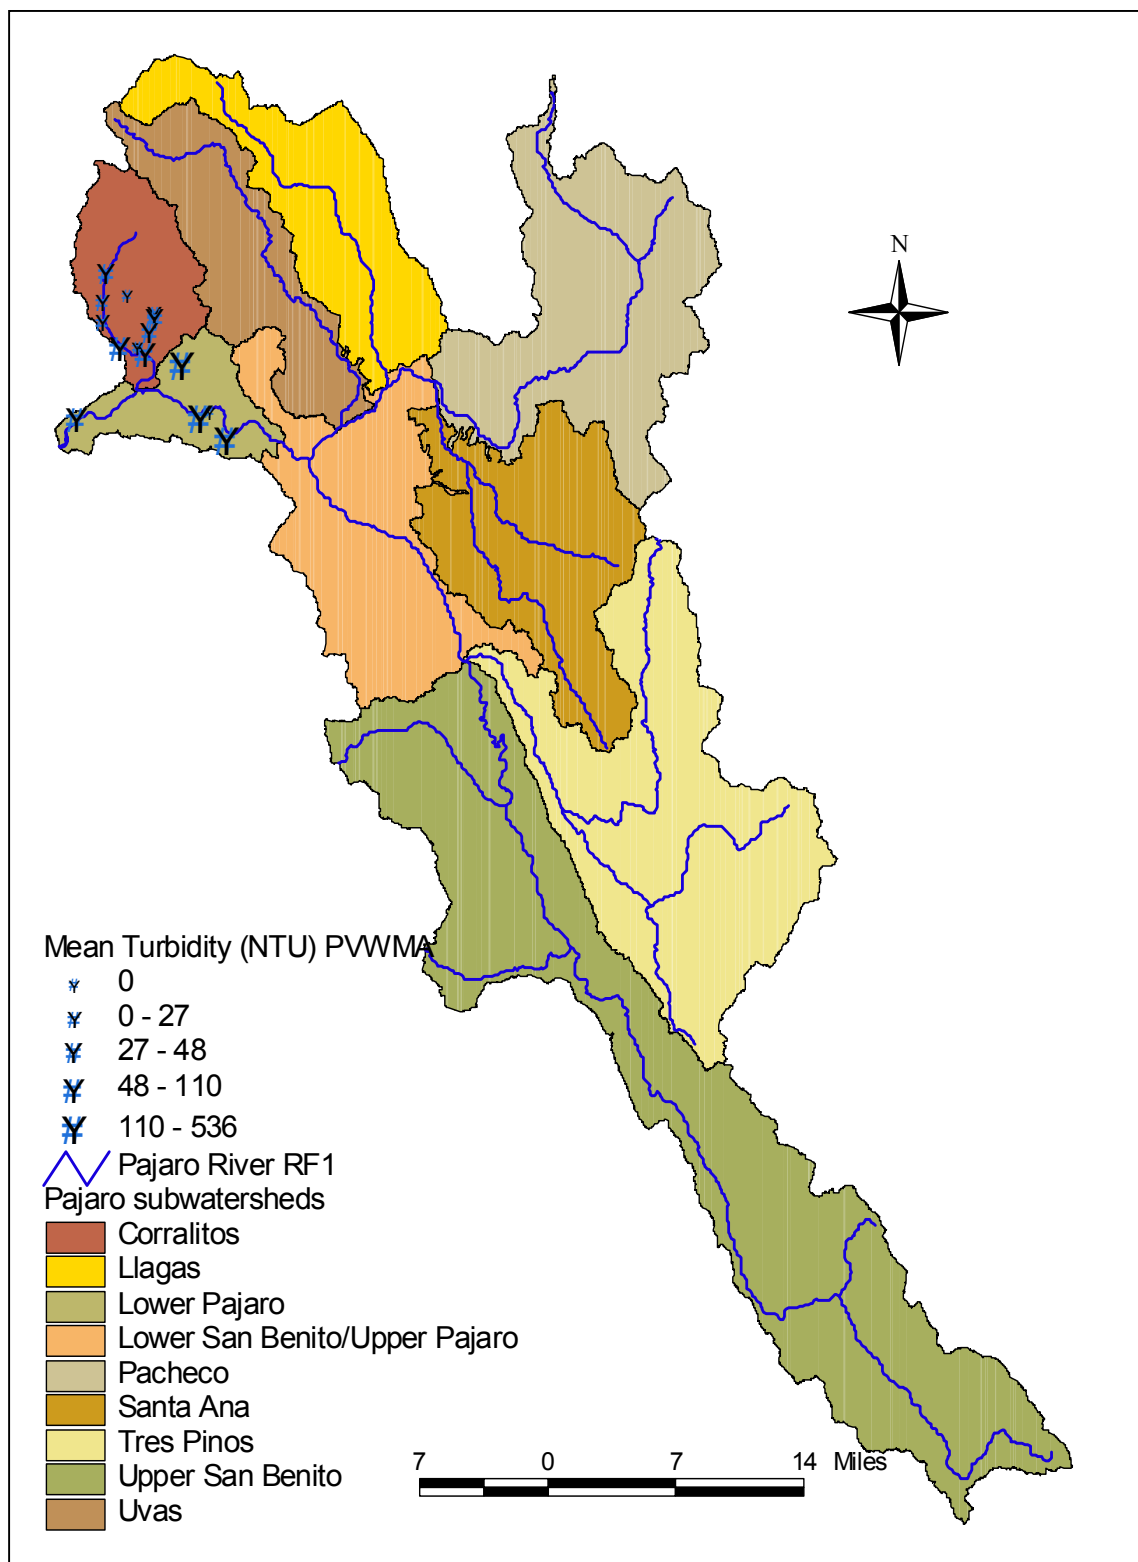 N
Mean Turbidity (NTU) PVWMA
0
0 - 27
27 - 48
48 - 110
110 - 536
Pajaro River RF1
Pajaro subwatersheds
Corralitos
Llagas
Lower Pajaro
Lower San Benito/Upper Pajaro
Pacheco
Santa Ana
Tres Pinos
Upper San Benito
Uvas
7 0 7 14 Miles